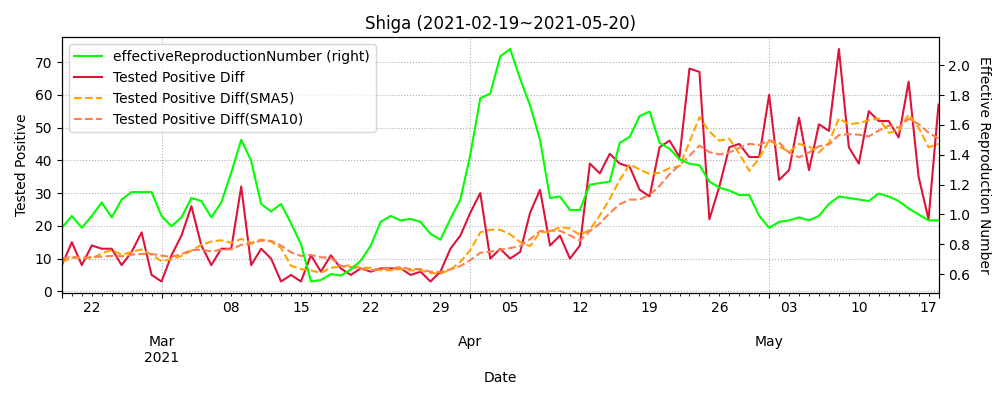 Shiga (2021-02-19~2021-05-20)
effectiveReproductionNumber (right)
Tested Positive Diff
Tested Positive Diff(SMA5)
Tested Positive Diff(SMA10)
Tested Positive
70
60
50
40
30
20
10
0
2.0
1.8
1.6
1.4
1.2
1.0
0.8
0.6
Effective Reproduction Number
22 08 15 22 29 05 12 19 26 03 10 17
Mar Apr May
2021
Date